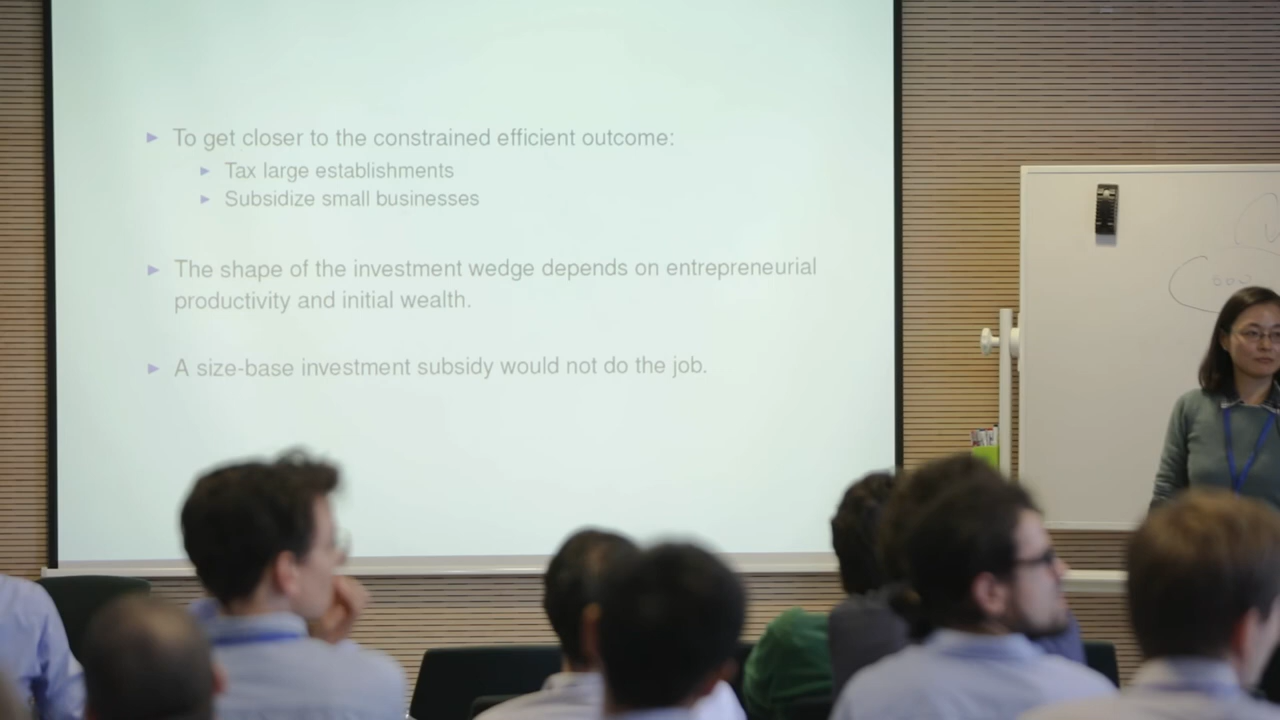 To get closer to the constrained efficient outcome:
Tax large establishments
Subsidize small businesses
The shape of the investment wedge depends on entrepreneurial
productivity and initial wealth.
A size-base investment subsidy would not do the job.